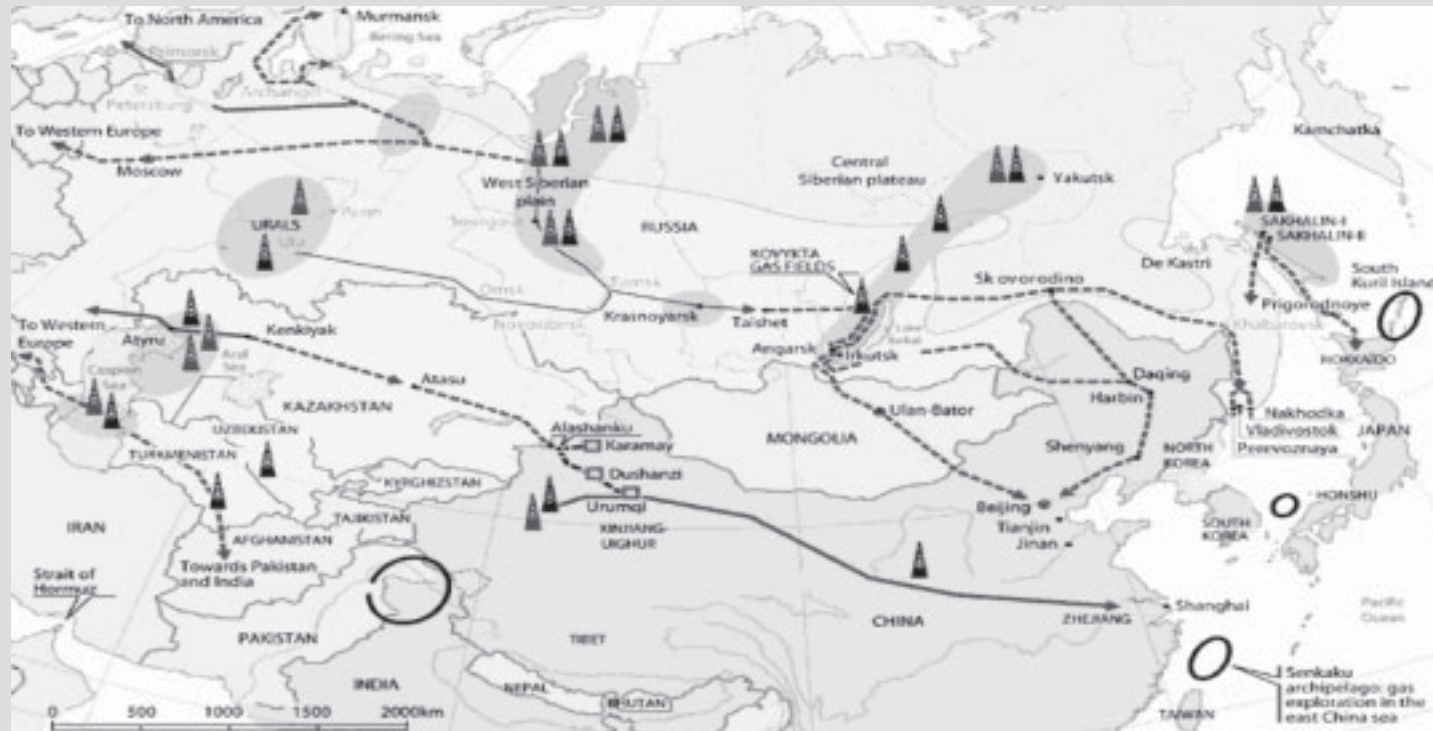 To North America
Murmansk
Bering Sea
Primorsk
St
Petersburg
Archangel
To Western Europe
Moscow
West Siberian
plain
Central
Siberian plateau
Yakutsk
Kamchatka
URALS
Ufa
RUSSIA
KOVYKTA
GAS FIELDS
SAKHALIN-I
SAKHALIN-II
De Kastri
South
Kuril Island
Sk ovorodino
Prigorodnoye
Omsk
Tomsk
Krasnoyarsk
Taishet
To Western
Europe
Atyru
Kenkiyak
Aral
Sea
Caspian
Sea
Angarsk
Irkutsk
Lake
HOKKAIDO
Atasu
Daqing
Harbin
KAZAKHSTAN
Ulan-Bator
Nakhodka
Vladivostok
Perevoznaya
JAPAN
UZBEKISTAN
Alashanku
Karamay
MONGOLIA
Shenyang
NORTH
KOREA
TURKMENISTAN
Dushanzi
KYRGHIZSTAN
Urumqi
Beijing
HONSHU
TAJIKISTAN
XINJIANG-
UIGHUR
Tianjin
SOUTH
KOREA
IRAN
AFGHANISTAN
Jinan
Towards Pakistan
and India
Strait of
Hormuz
Shanghai
ZHEJIANG
CHINA
Pacific
Ocean
PAKISTAN
TIBET
INDIA
NEPAL
BHUTAN
Senkaku
archipelago: gas
exploration in the
east China sea
TAIWAN
0 500 1000 1500 2000km